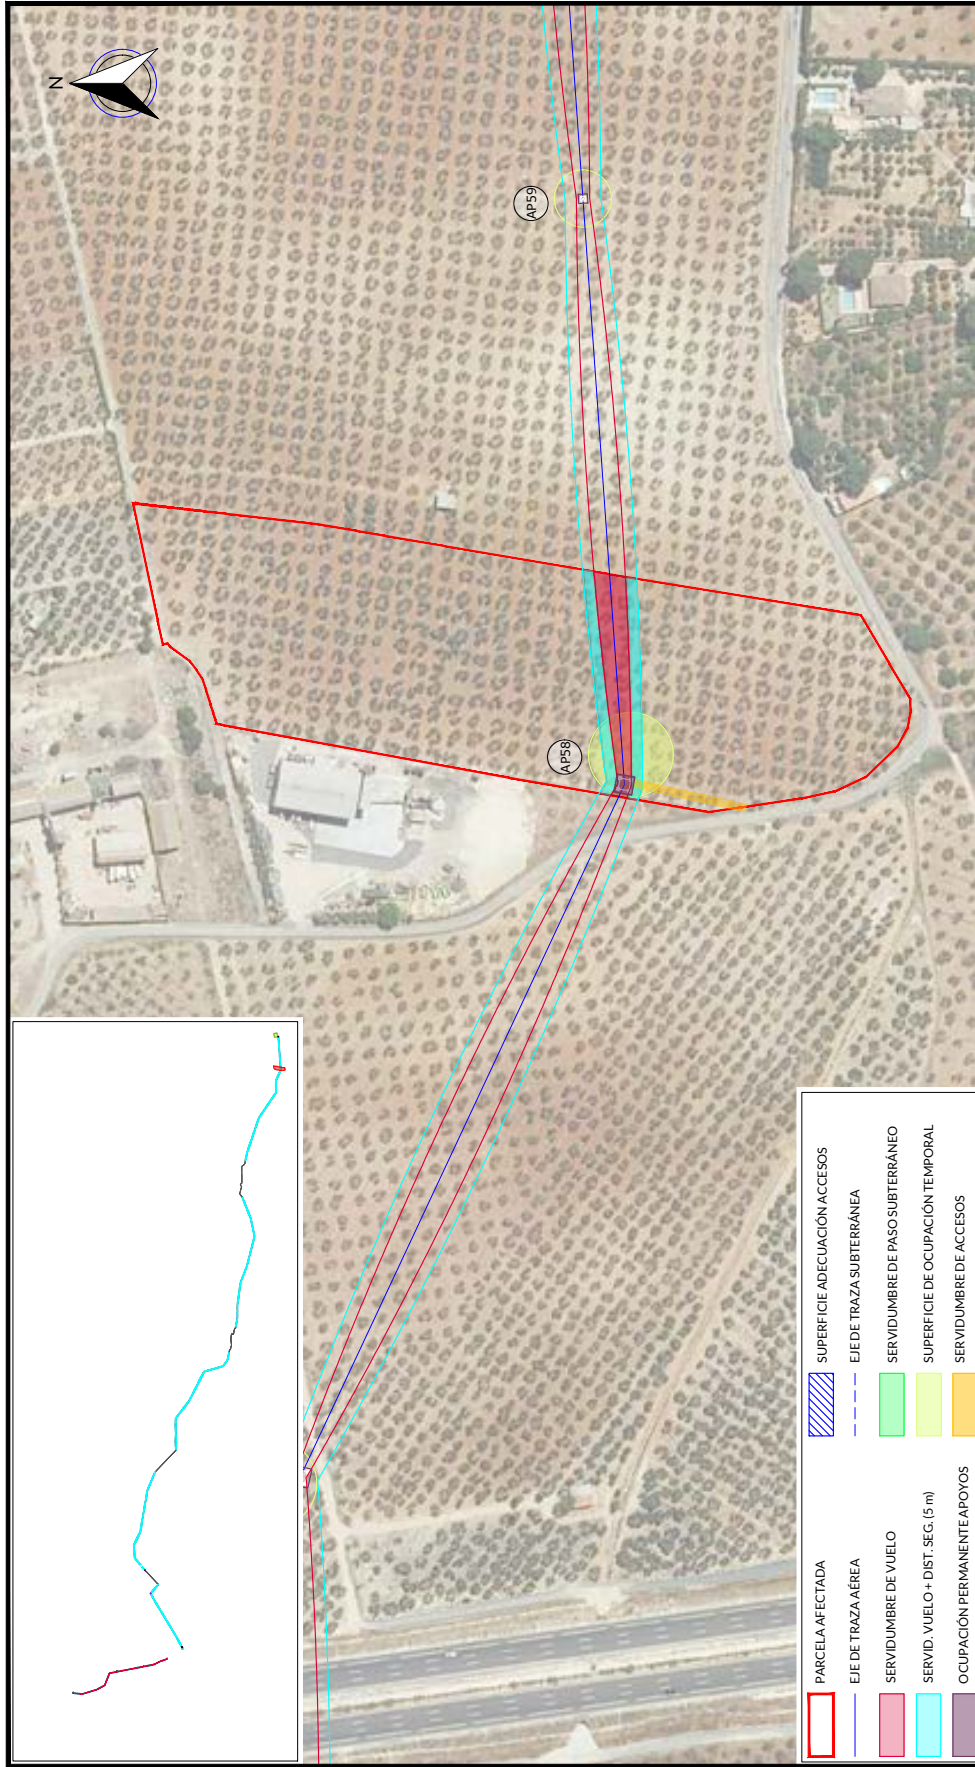 N
AP59
AP58
PARCELA AFECTADA
EJE DE TRAZA AÉREA
SERVIDUMBRE DE VUELO
SERVID. VUELO + DIST. SEG. (5 m)
OCUPACIÓN PERMANENTE APOYOS
SUPERFICIE ADECUACIÓN ACCESOS
EJE DE TRAZA SUBTERRÁNEA
SERVIDUMBRE DE PASO SUBTERRÁNEO
SUPERFICIE DE OCUPACIÓN TEMPORAL
SERVIDUMBRE DE ACCESOS